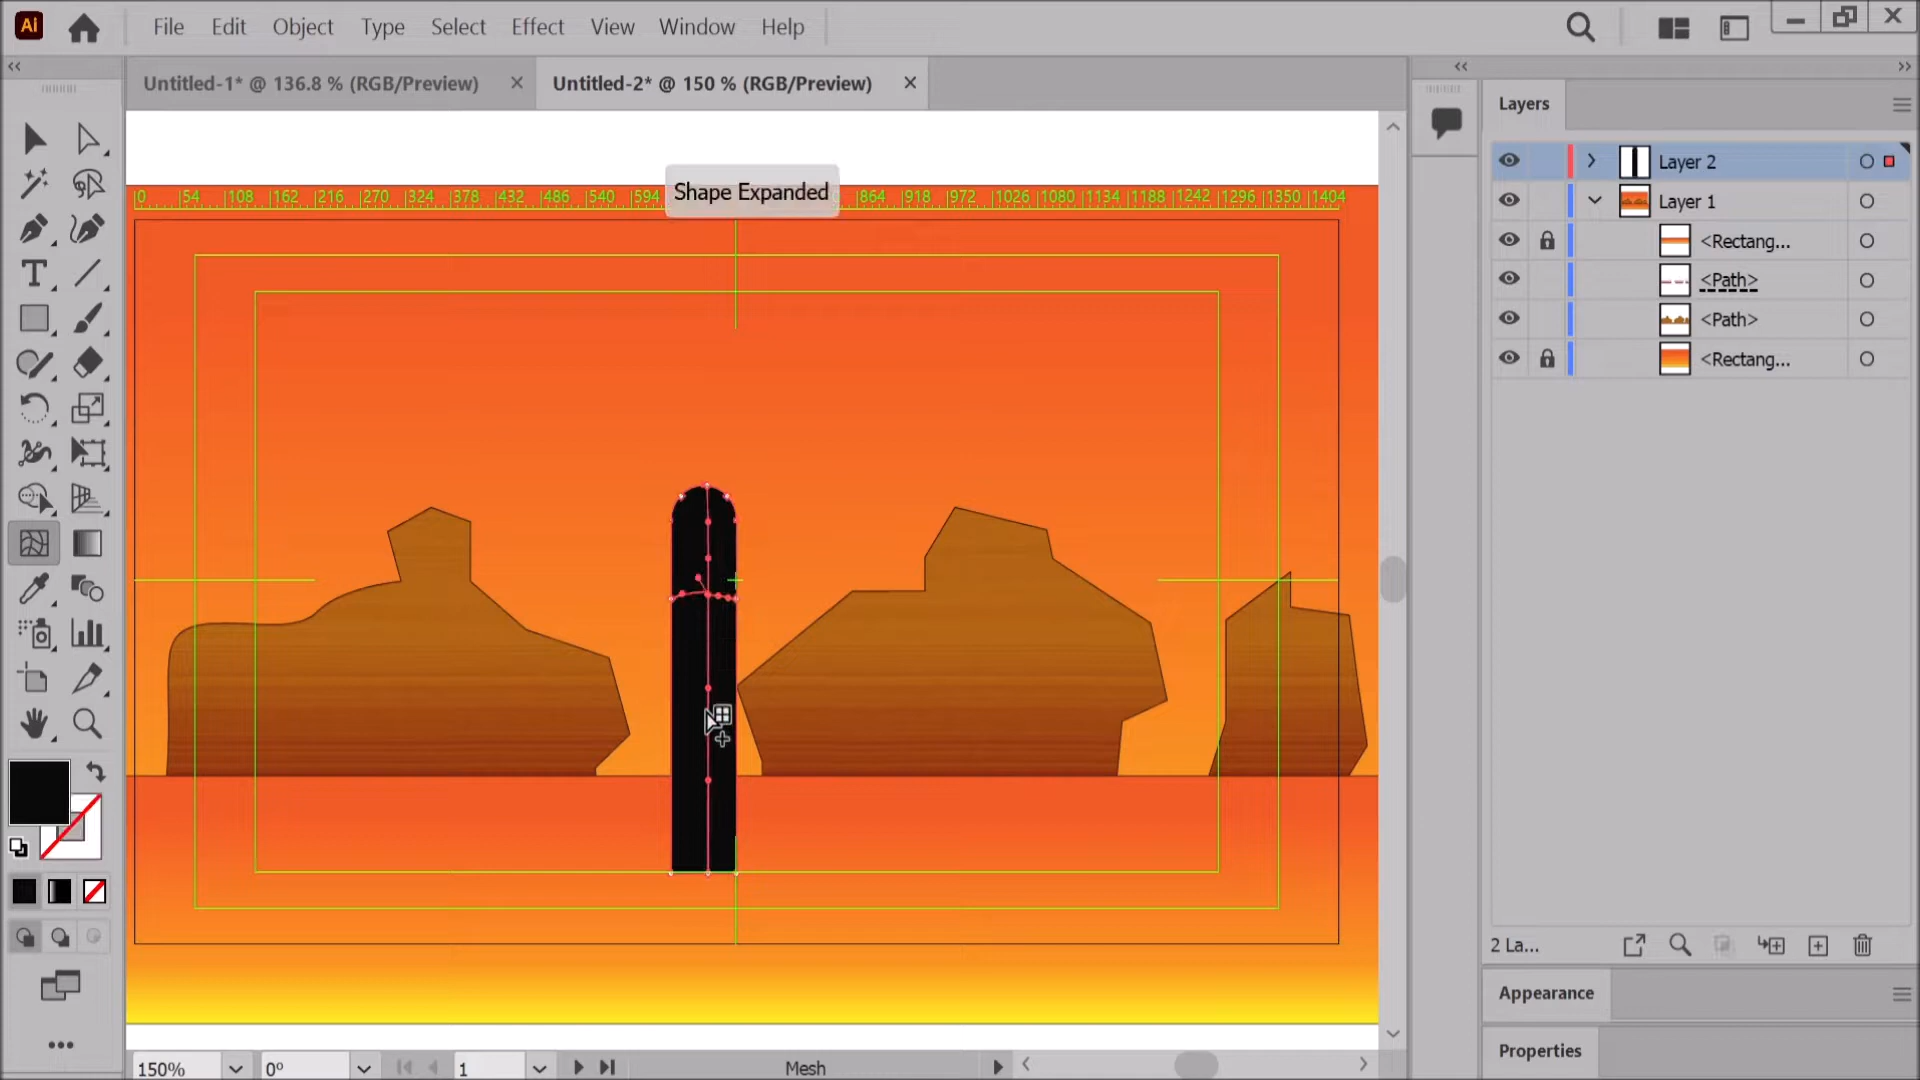 Ai File Edit Object Type Select Effect View Window Help
Untitled-1* @ 136.8 % (RGB/Preview) Untitled-2* @ 150 % (RGB/Preview)
Shape Expanded
0 54 108 162 216 270 324 378 432 486 540 594 864 918 972 1026 1080 1134 1188 1242 1296 1350 1404
Layers
Layer 2
Layer 1
<Rectang...
<Path>
<Path>
<Rectang...
2 La...
Appearance
Properties
150% 0° 1 Mesh